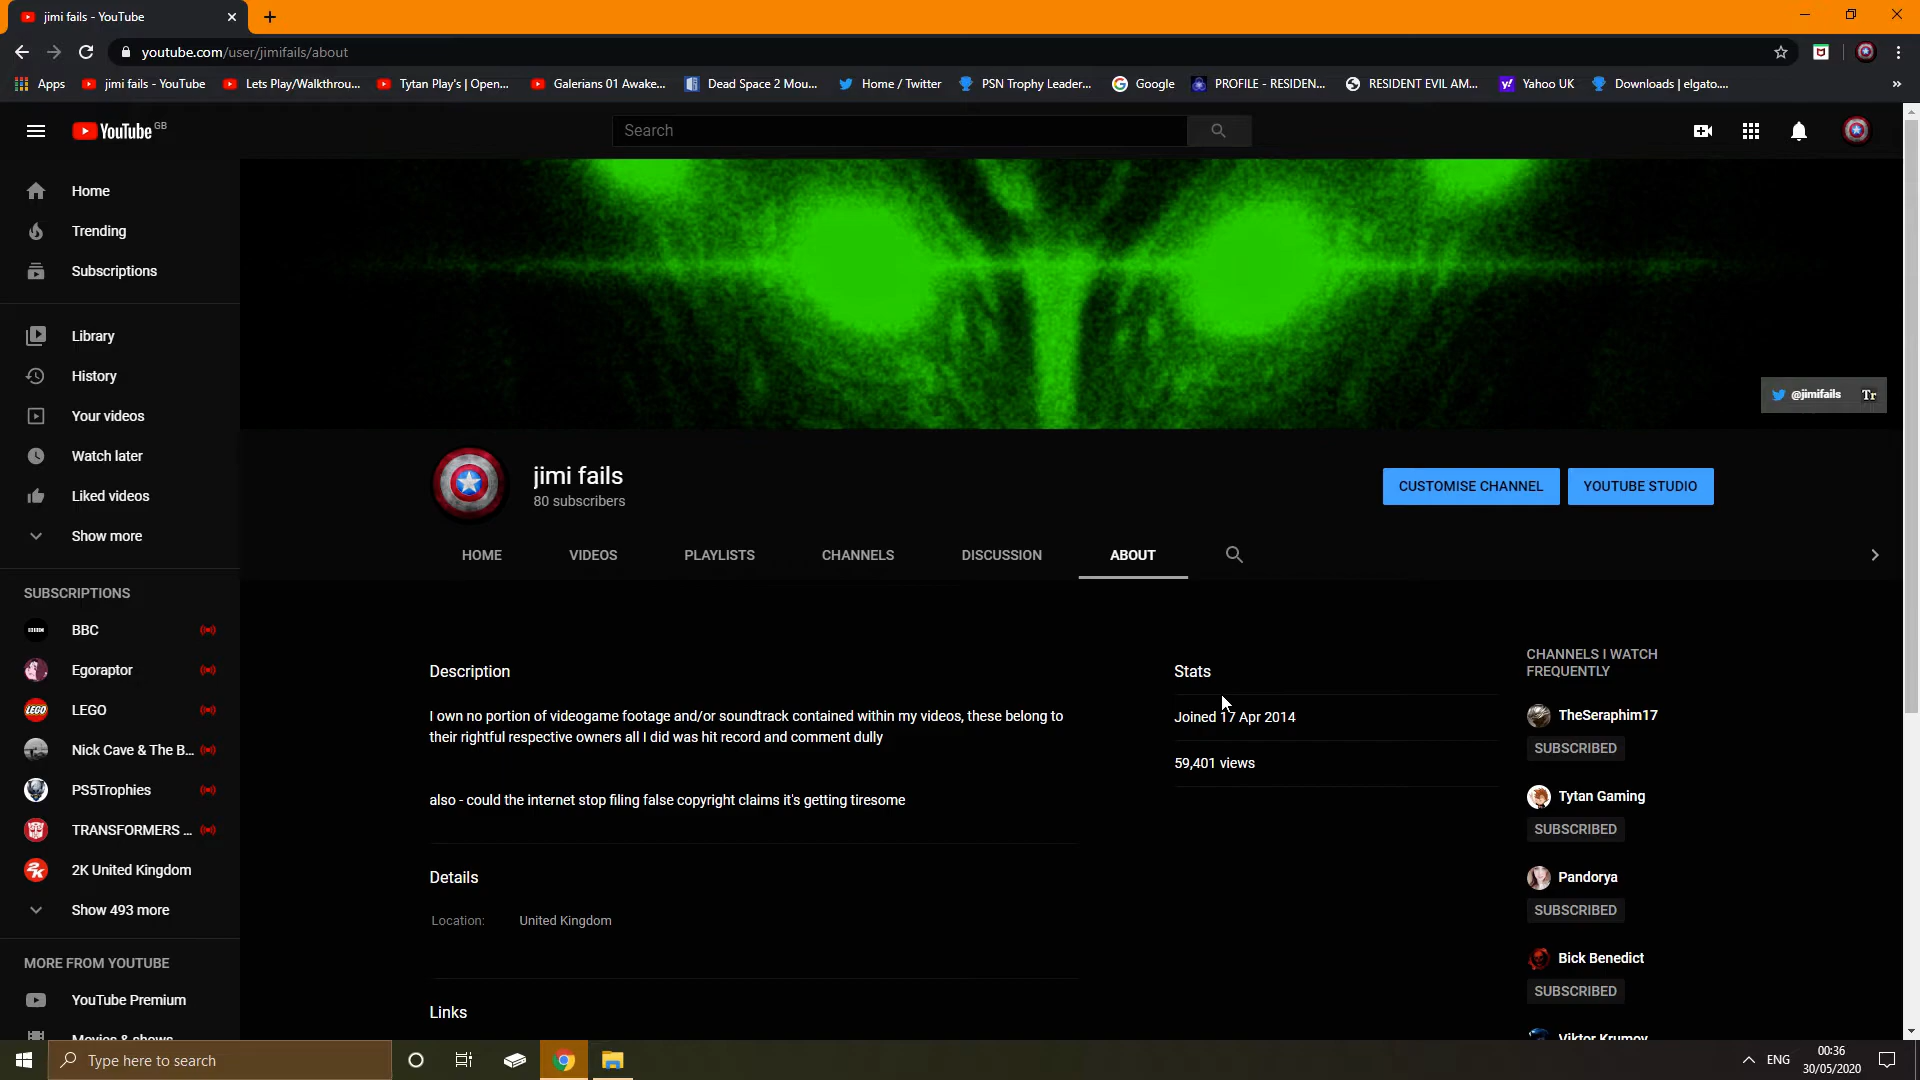 jimi fails - YouTube
youtube.com/user/jimifails/about
Apps
jimi fails - YouTube
Lets Play/Walkthrou...
Tytan Play's | Open...
Galerians 01 Awake...
Dead Space 2 Mou...
Home / Twitter
PSN Trophy Leader...
Google
PROFILE - RESIDEN...
RESIDENT EVIL AM...
Yahoo UK
Downloads | elgato....
YouTube GB
Search
Home
Trending
Subscriptions
Library
History
Your videos
Watch later
Liked videos
Show more
SUBSCRIPTIONS
BBC
Egoraptor
LEGO
Nick Cave & The B...
PS5Trophies
TRANSFORMERS ...
2K United Kingdom
Show 493 more
MORE FROM YOUTUBE
YouTube Premium
Movies & shows
@jimifails
Tr
jimi fails
80 subscribers
CUSTOMISE CHANNEL
YOUTUBE STUDIO
HOME
VIDEOS
PLAYLISTS
CHANNELS
DISCUSSION
ABOUT
Description
I own no portion of videogame footage and/or soundtrack contained within my videos, these belong to
their rightful respective owners all I did was hit record and comment dully
also - could the internet stop filing false copyright claims it's getting tiresome
Details
Location: United Kingdom
Links
Stats
Joined 17 Apr 2014
59,401 views
CHANNELS I WATCH
FREQUENTLY
TheSeraphim17
SUBSCRIBED
Tytan Gaming
SUBSCRIBED
Pandorya
SUBSCRIBED
Bick Benedict
SUBSCRIBED
Viktor Krumov
Type here to search
ENG
00:36
30/05/2020